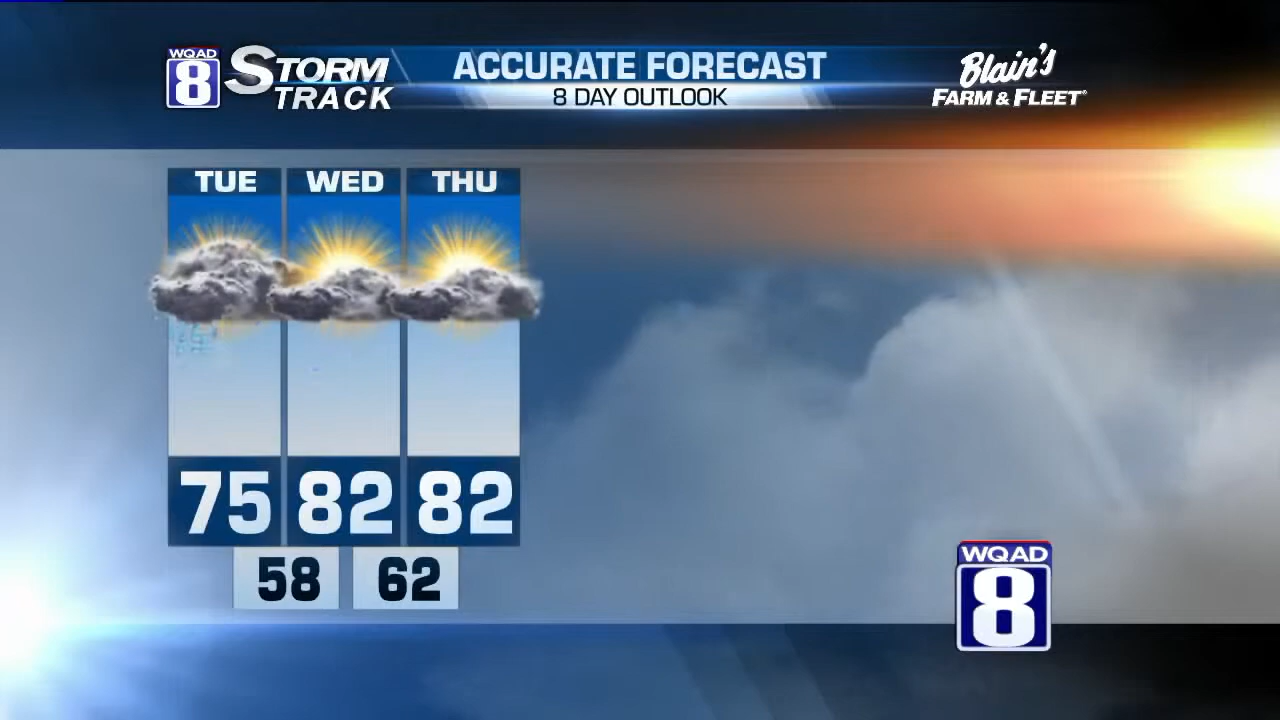 WQAD
8
STORM
TRACK
ACCURATE FORECAST
8 DAY OUTLOOK
Blain's
FARM & FLEET®
TUE WED THU
75 82 82
58 62
WQAD
8